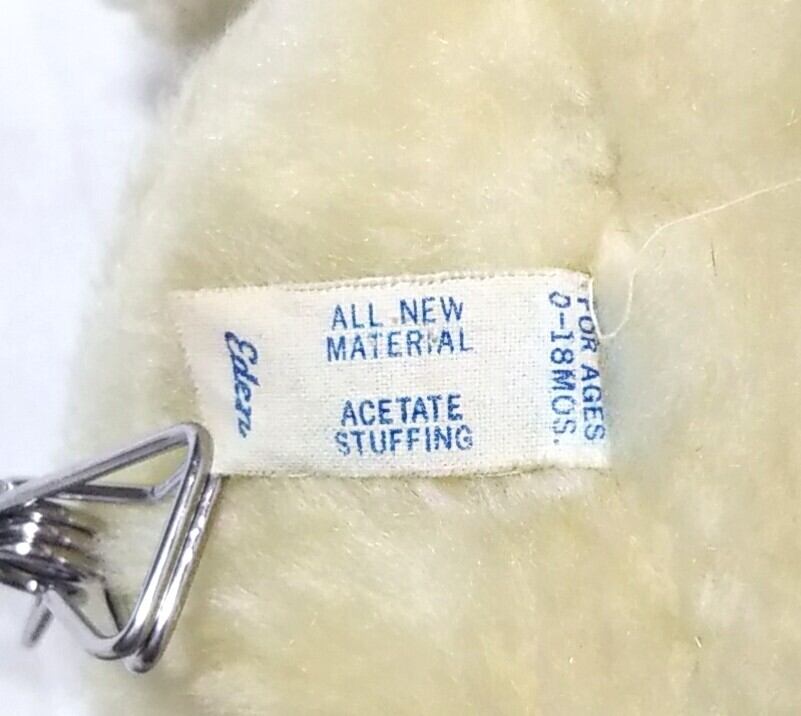 Eden
ALL NEW
MATERIAL
ACETATE
STUFFING
FOR AGES
0-18MOS.